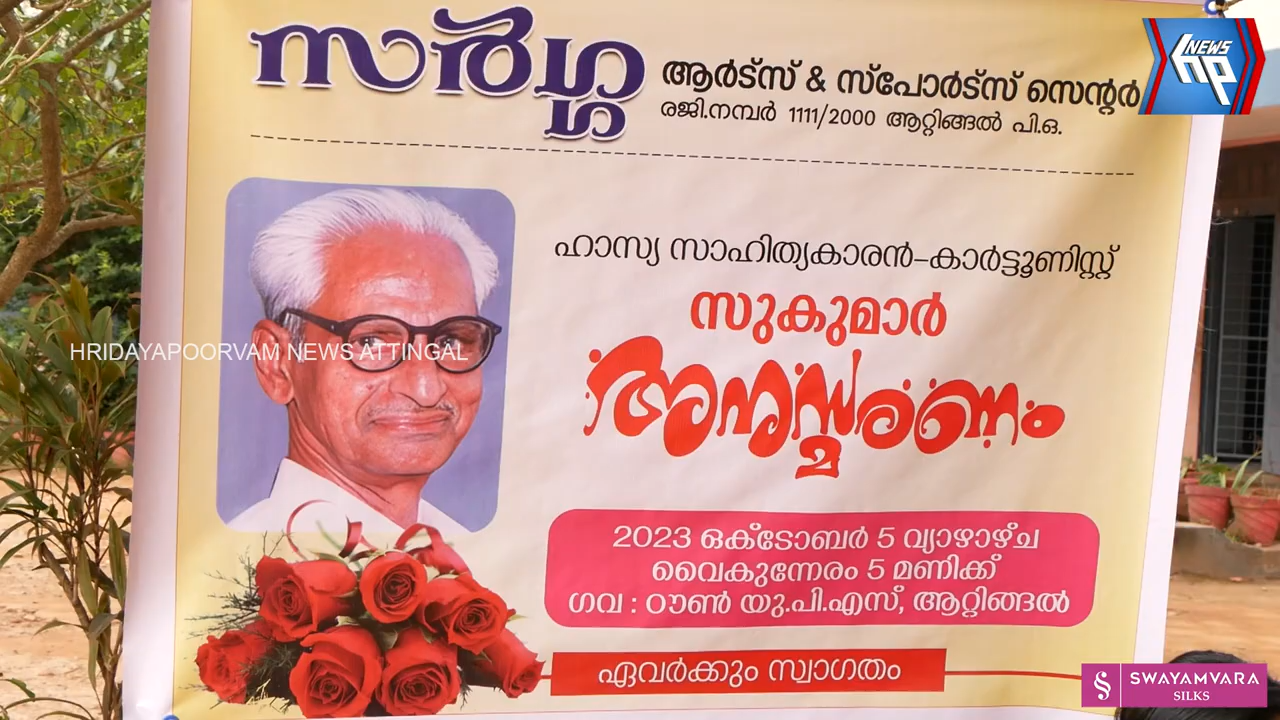 സർഗ്ഗ
ആർട്സ് & സ്പോർട്സ് സെന്റർ
രജി.നമ്പർ 1111/2000 ആറ്റിങ്ങൽ പി.ഒ.
NEWS
hp
ഹാസ്യ സാഹിത്യകാരൻ-കാർട്ടൂണിസ്റ്റ്
സുകുമാർ
അനുസ്മരണം
HRIDAYAPOORVAM NEWS ATTINGAL
2023 ഒക്ടോബർ 5 വ്യാഴാഴ്ച
വൈകുന്നേരം 5 മണിക്ക്
ഗവ : ഠൗൺ യു.പി.എസ്, ആറ്റിങ്ങൽ
ഏവർക്കും സ്വാഗതം
SWAYAMVARA
SILKS